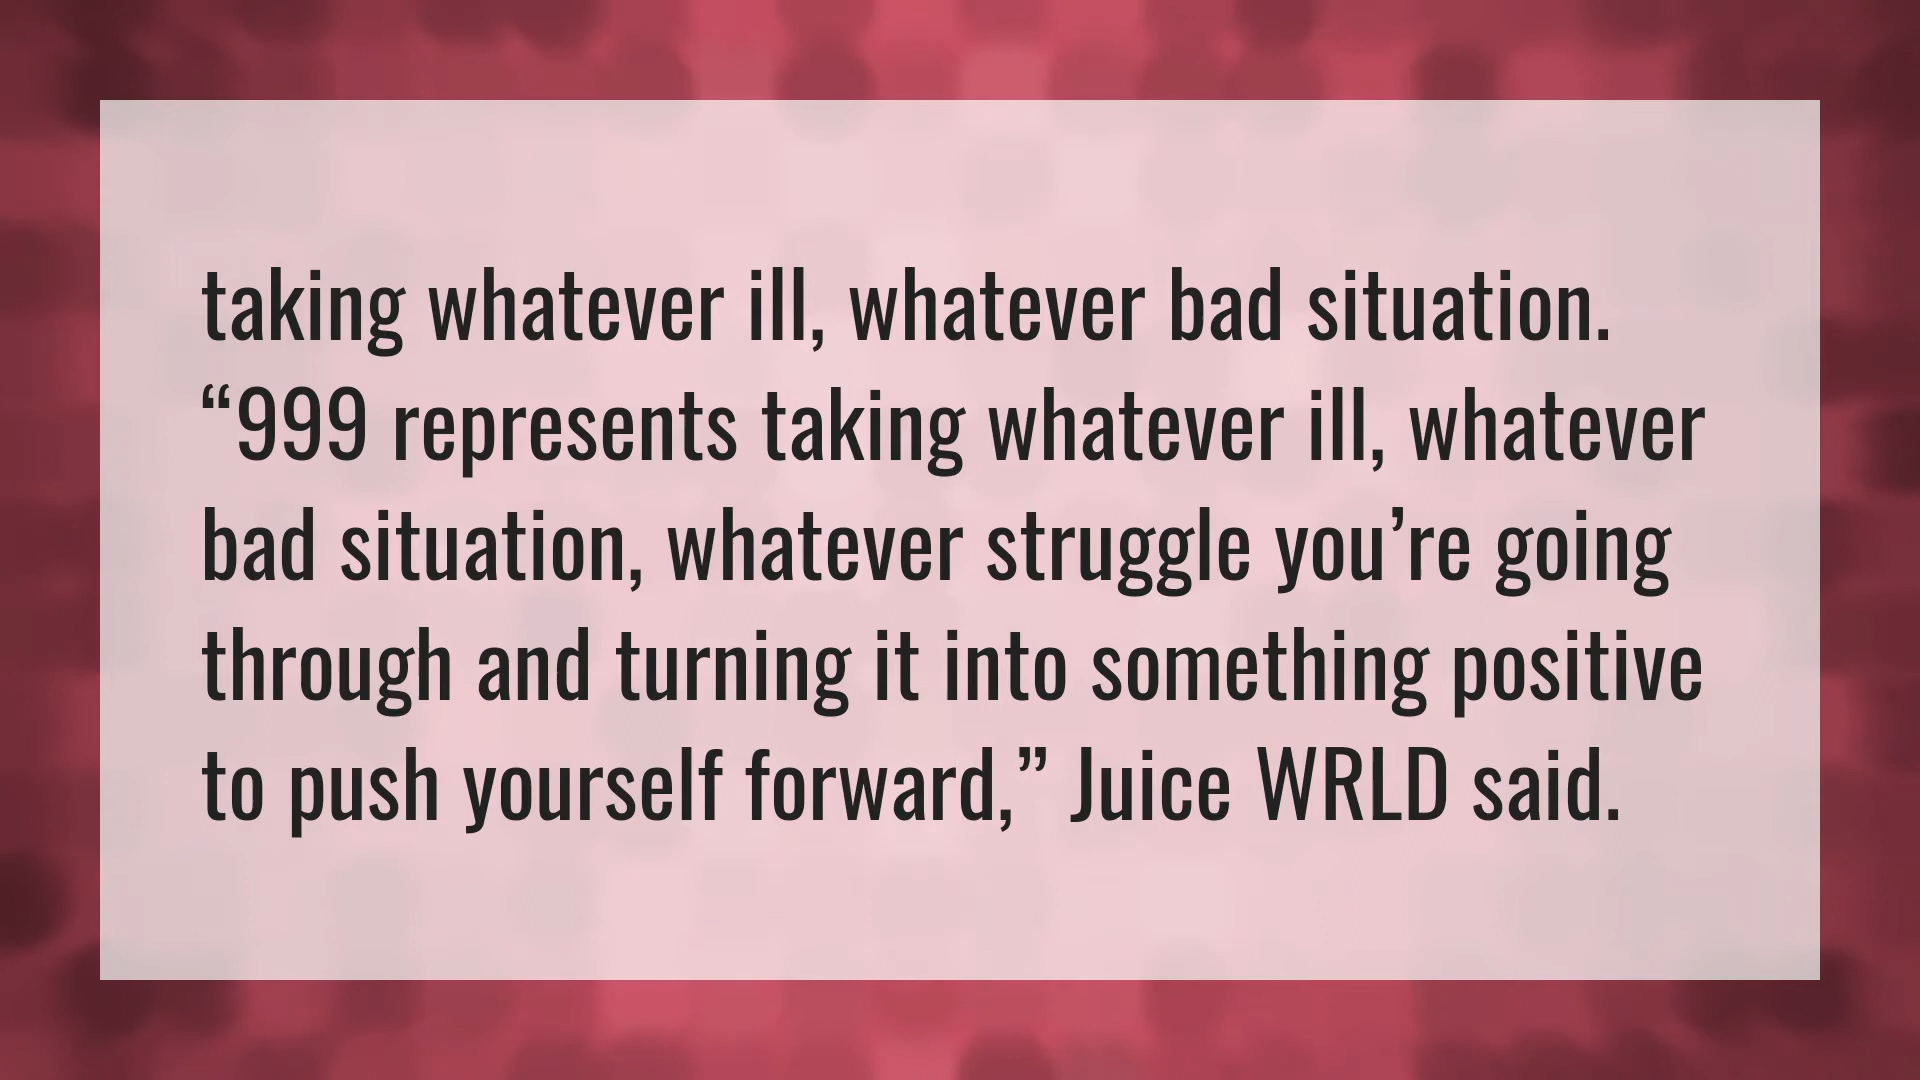 taking whatever ill, whatever bad situation.
“999 represents taking whatever ill, whatever
bad situation, whatever struggle you’re going
through and turning it into something positive
to push yourself forward,” Juice WRLD said.